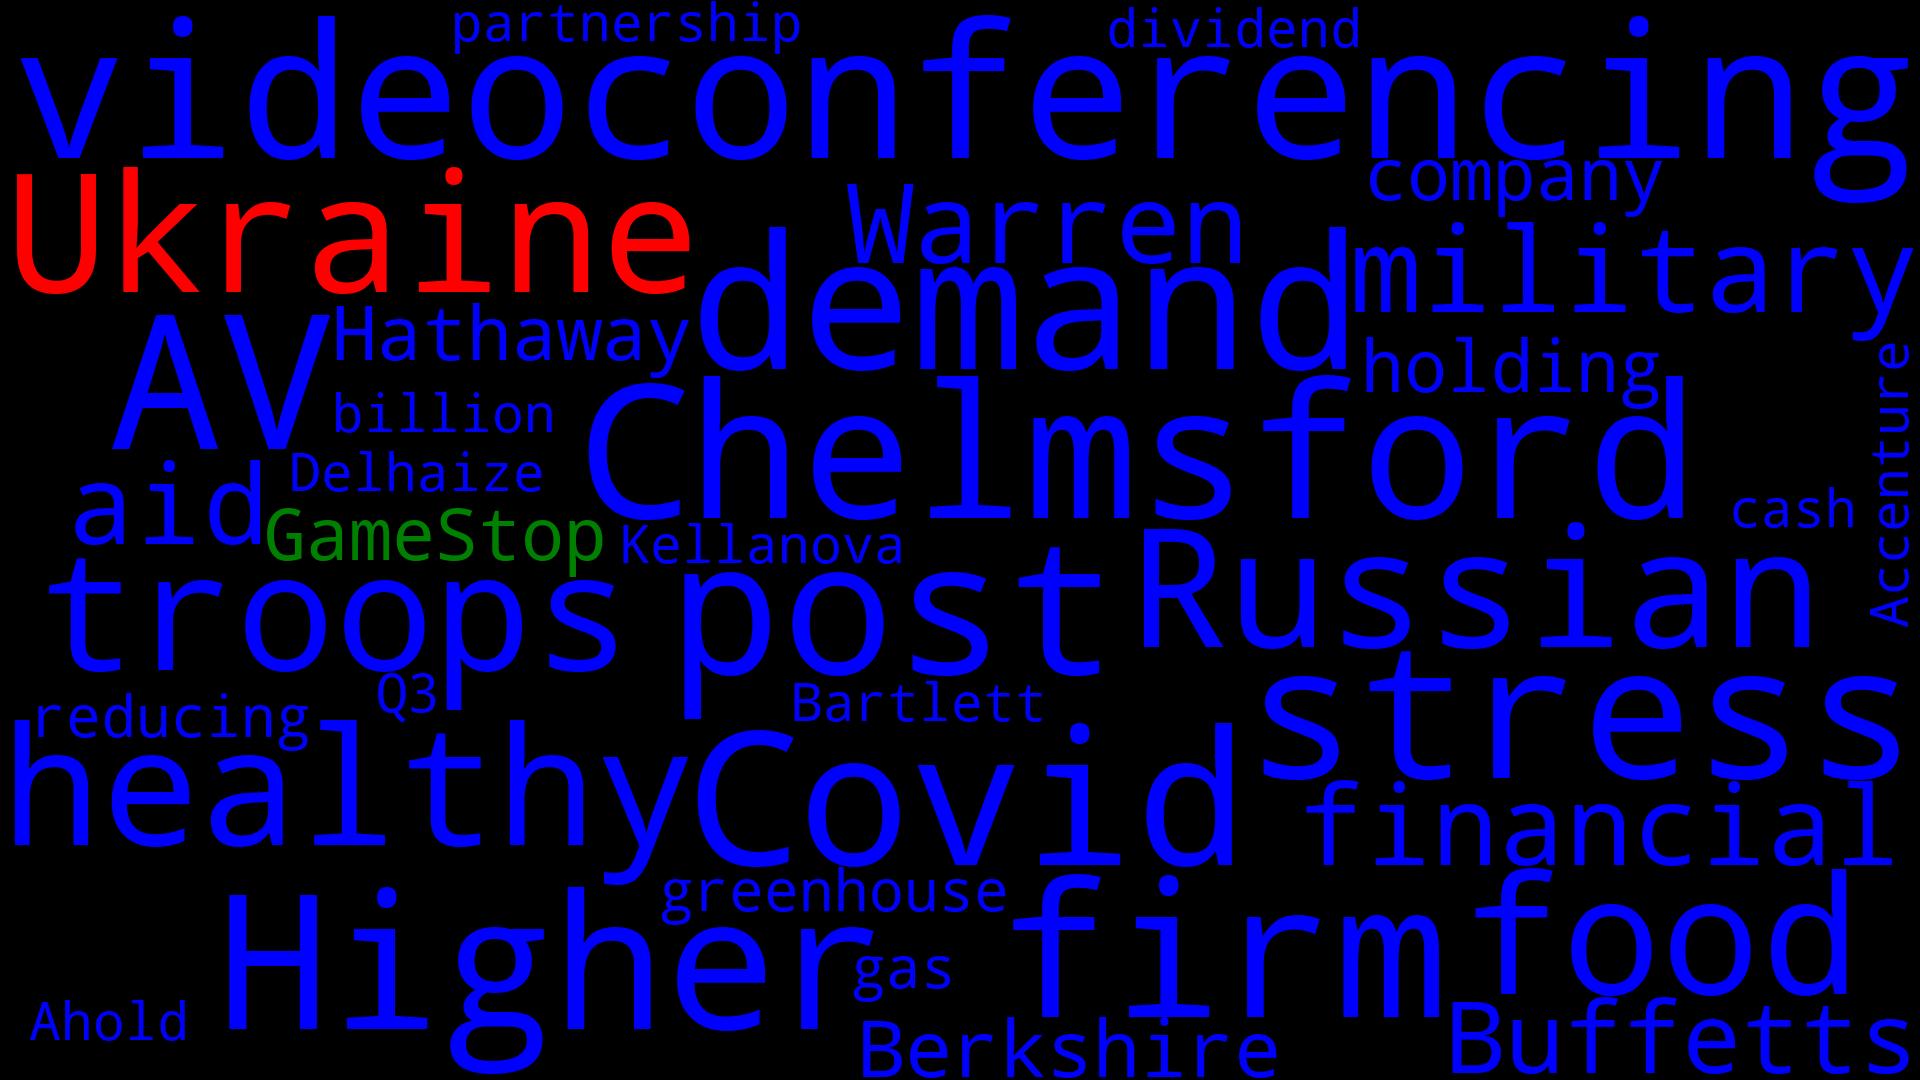 partnership
dividend
videoconferencing
company
Ukraine
Warren
military
demand
Hathaway
AV
holding
billion
Chelmsford
Accenture
Delhaize
aid
cash
GameStop
Kellanova
troops
post
Russian
Q3
Bartlett
stress
reducing
healthy
Covid
financial
greenhouse
Higher
firm
food
gas
Ahold
Berkshire
Buffetts